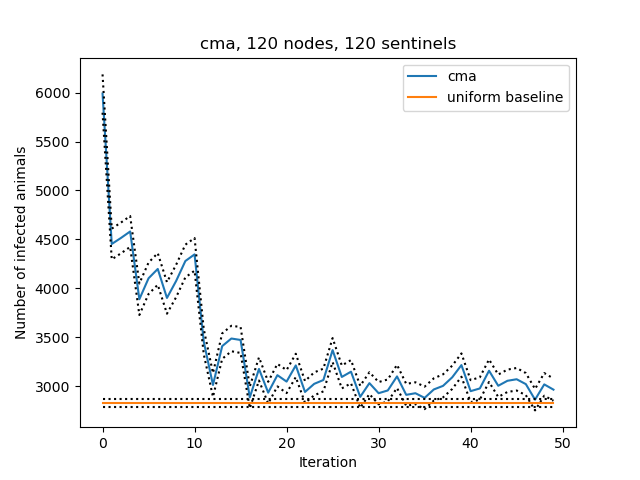 cma, 120 nodes, 120 sentinels
cma
uniform baseline
Number of infected animals
6000
5500
5000
4500
4000
3500
3000
0 10 20 30 40 50
Iteration